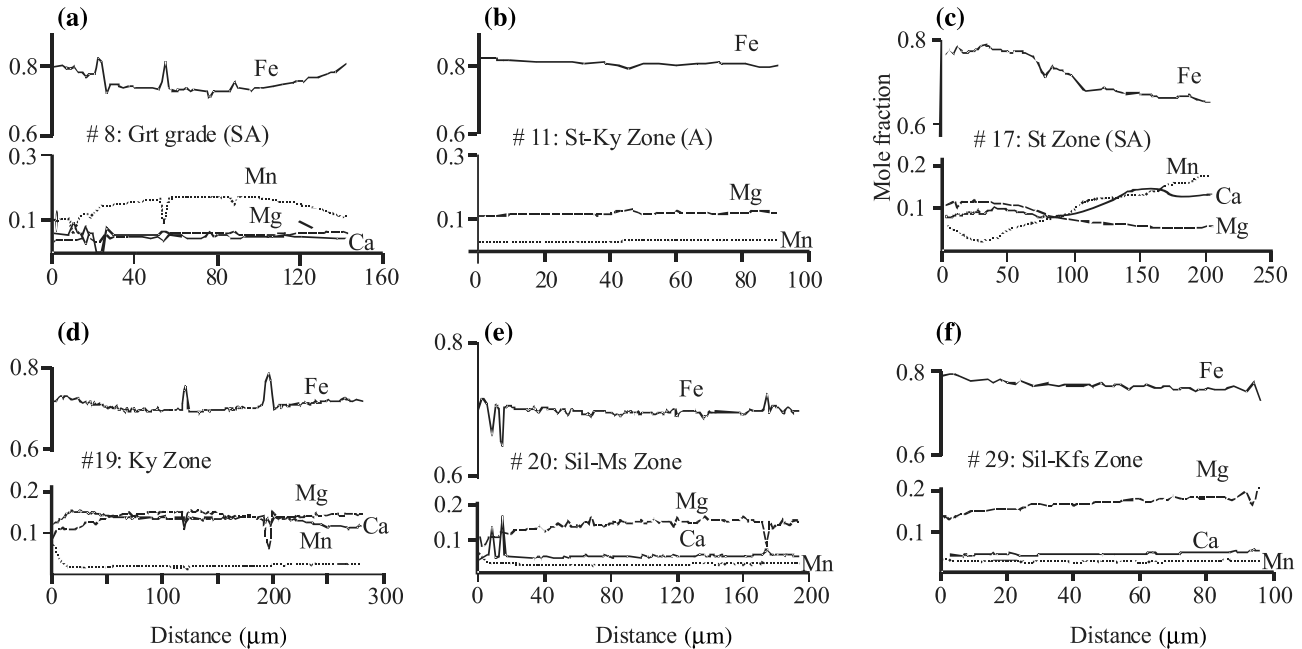 (a)
0.8
0.6
Fe
# 8: Grt grade (SA)
0.3
0.1
Mn
Mg
Ca
0 40 80 120 160
(b)
0.8
0.6
Fe
# 11: St-Ky Zone (A)
0.3
0.1
Mg
Mn
0 20 40 60 80 100
(c)
Mole fraction
0.8
0.6
Fe
# 17: St Zone (SA)
0.2
0.1
Mn
Ca
Mg
0 50 100 150 200 250
(d)
0.8
0.6
Fe
#19: Ky Zone
0.2
0.1
Mg
Ca
Mn
0 100 200 300
Distance (μm)
(e)
0.8
0.6
Fe
# 20: Sil-Ms Zone
0.2
0.1
Mg
Ca
Mn
0 40 80 120 160 200
Distance (μm)
(f)
0.8
0.6
Fe
# 29: Sil-Kfs Zone
0.2
0.1
Mg
Ca
Mn
0 20 40 60 80 100
Distance (μm)